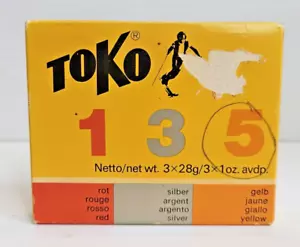 TOKO®
1 3 5
Netto/net wt. 3×28g/3×1oz. avdp.
rot silber gelb
rouge argent jaune
rosso argento giallo
red silver yellow